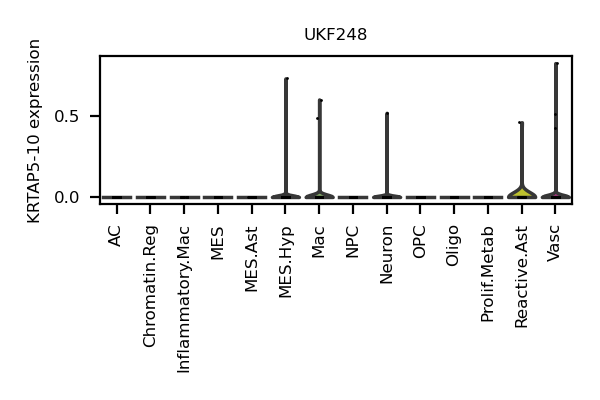 UKF248
KRTAP5-10 expression
0.5
0.0
AC
Chromatin.Reg
Inflammatory.Mac
MES
MES.Ast
MES.Hyp
Mac
NPC
Neuron
OPC
Oligo
Prolif.Metab
Reactive.Ast
Vasc